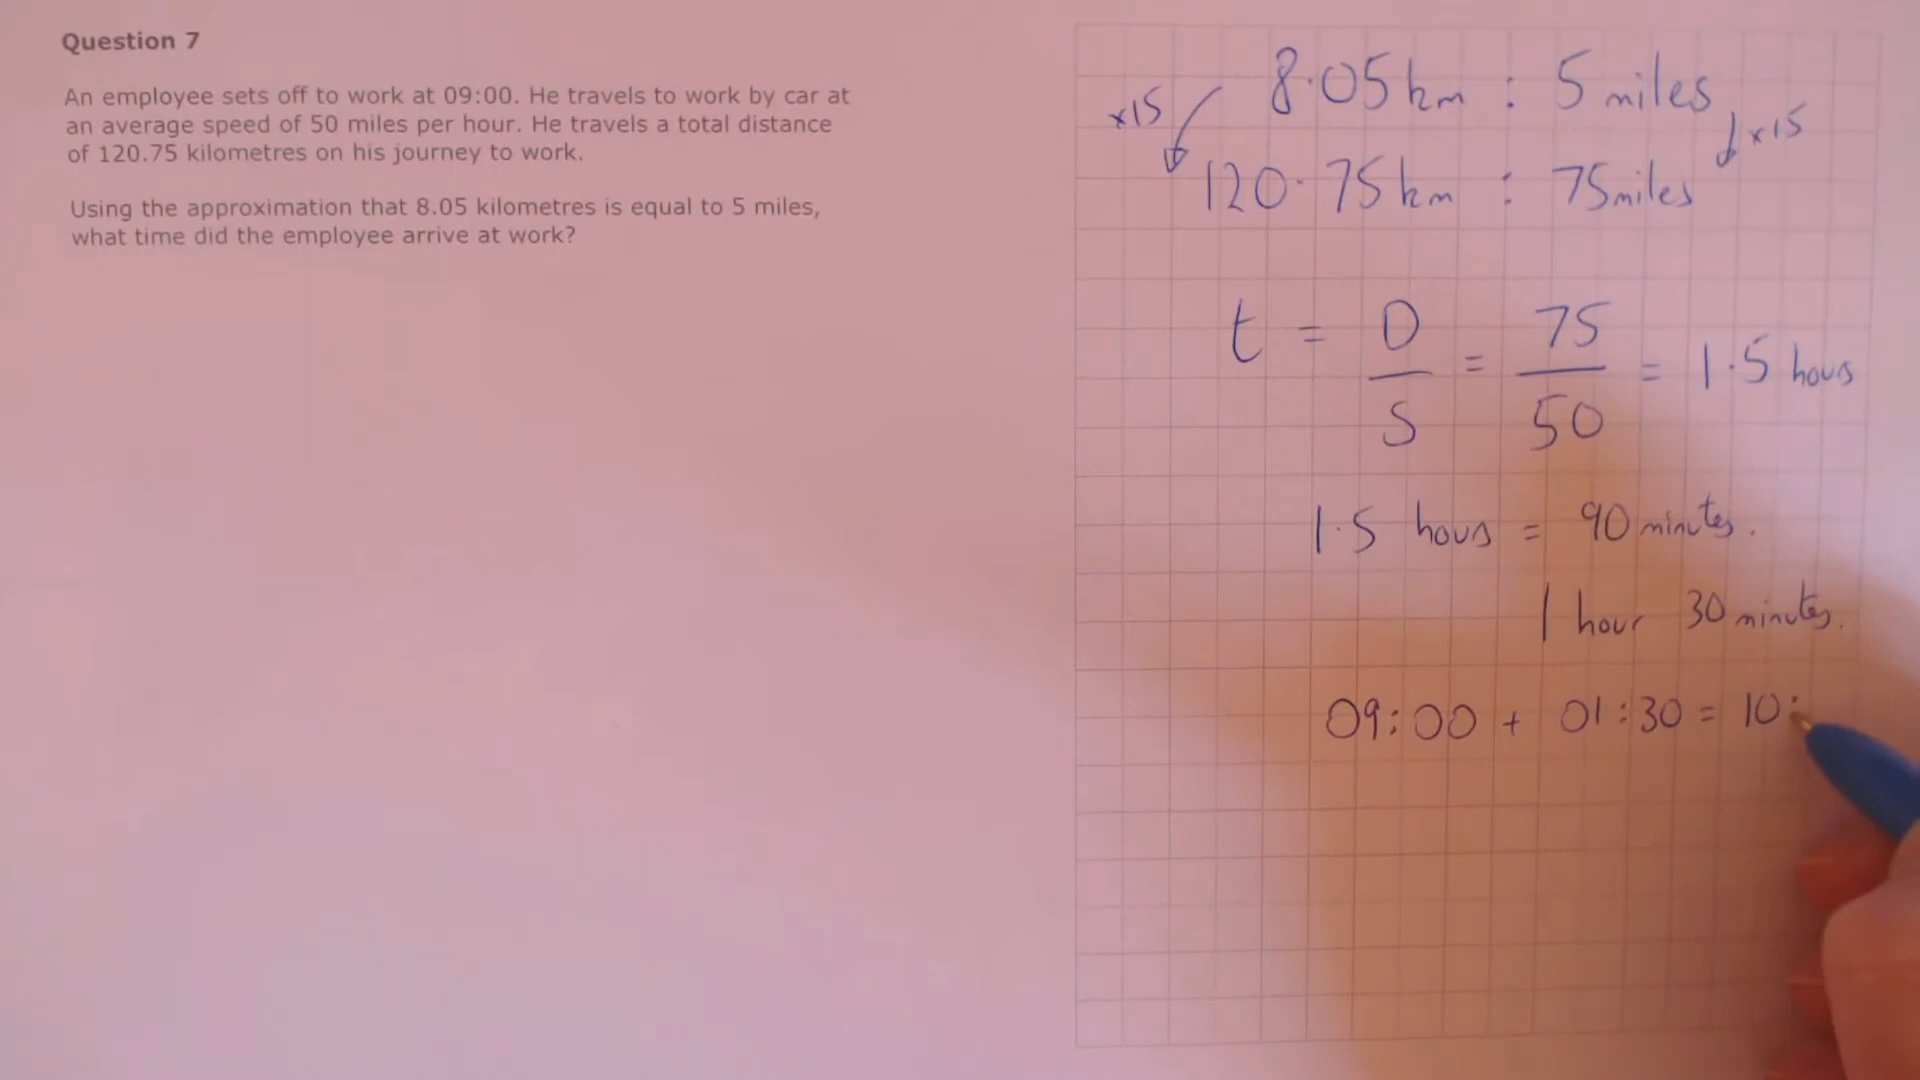 Question 7
An employee sets off to work at 09:00. He travels to work by car at
an average speed of 50 miles per hour. He travels a total distance
of 120.75 kilometres on his journey to work.
Using the approximation that 8.05 kilometres is equal to 5 miles,
what time did the employee arrive at work?
8.05 km : 5 miles
×15
×15
120.75 km : 75 miles
t = D / S = 75 / 50 = 1.5 hours
1.5 hours = 90 minutes.
1 hour 30 minutes.
09:00 + 01:30 = 10: